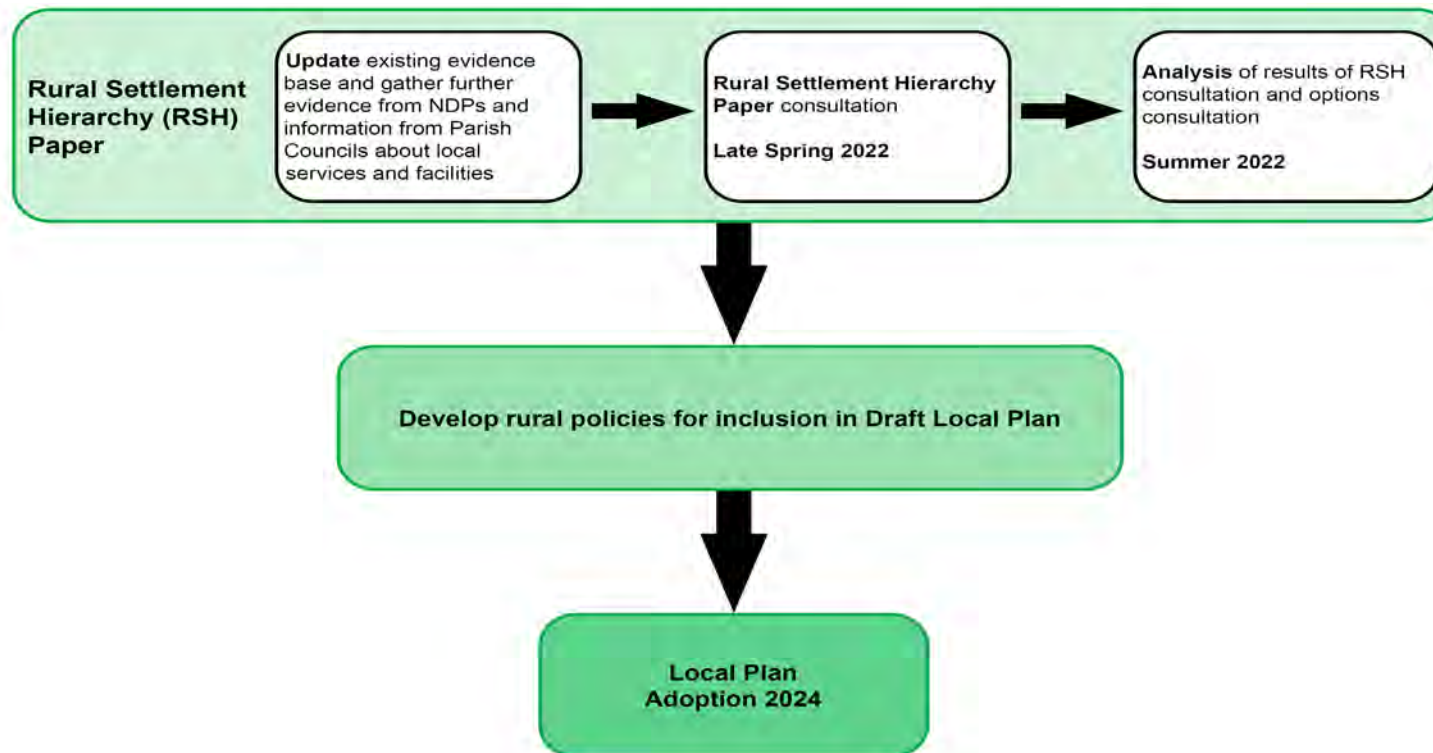 Rural Settlement
Hierarchy (RSH)
Paper
Update existing evidence
base and gather further
evidence from NDPs and
information from Parish
Councils about local
services and facilities
Rural Settlement Hierarchy
Paper consultation
Late Spring 2022
Analysis of results of RSH
consultation and options
consultation
Summer 2022
Develop rural policies for inclusion in Draft Local Plan
Local Plan
Adoption 2024